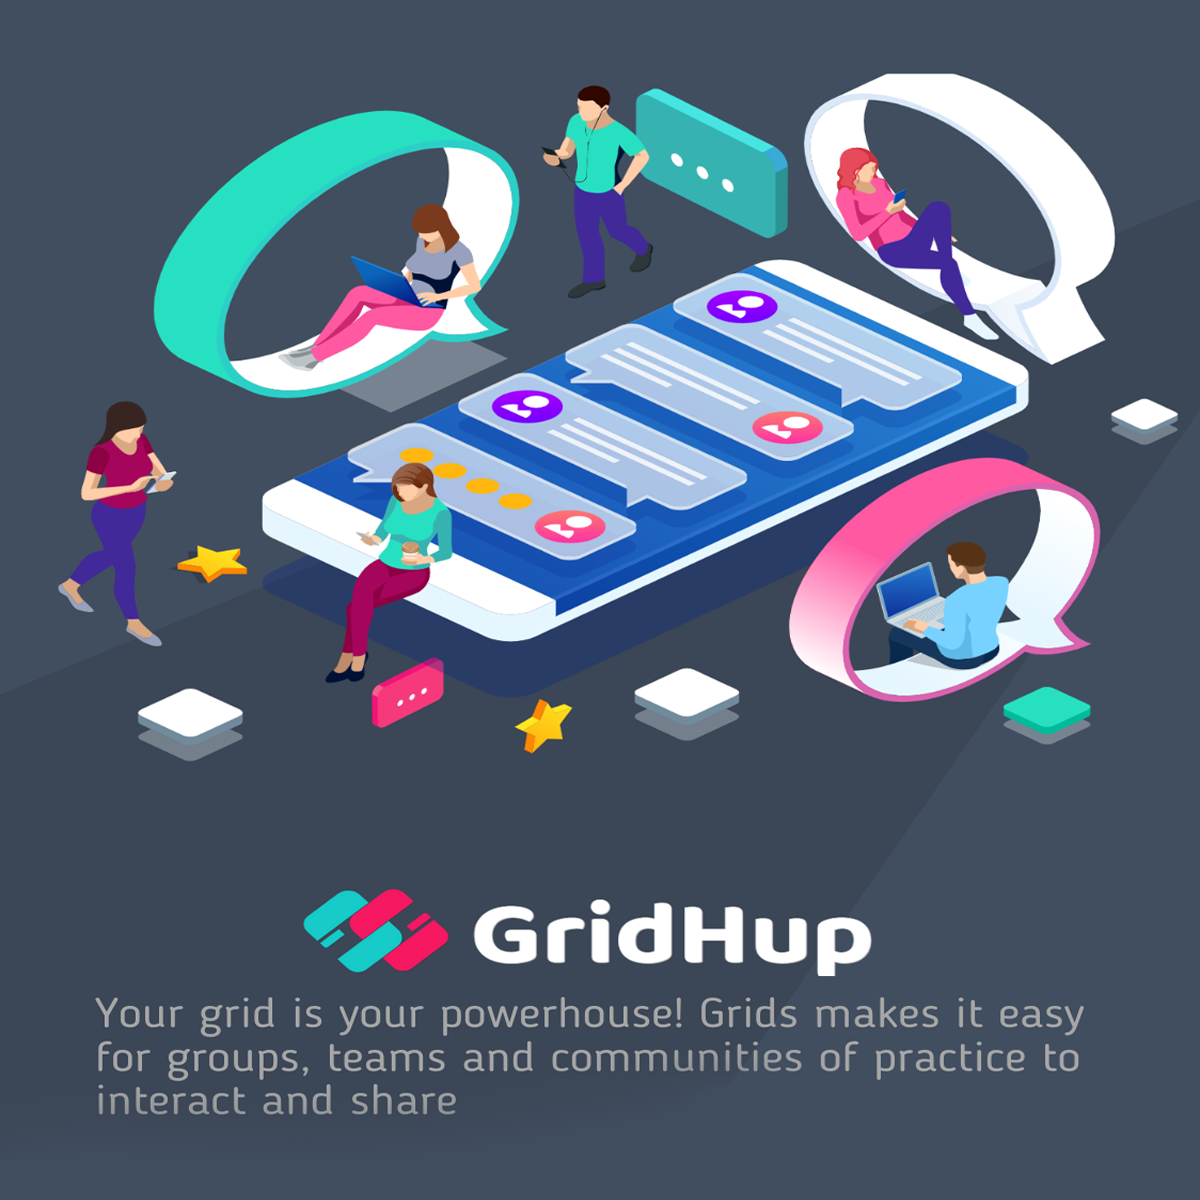 GridHup
Your grid is your powerhouse! Grids makes it easy
for groups, teams and communities of practice to
interact and share